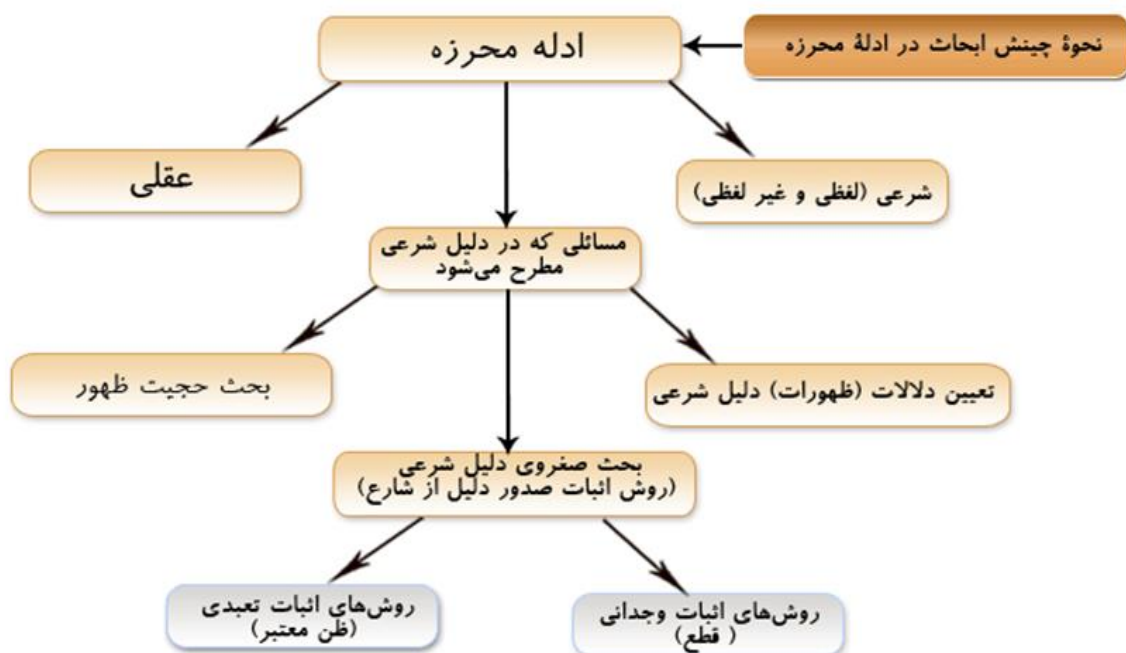 نحوهٔ چینش ابحاث در ادلهٔ محرزه
ادله محرزه
شرعی (لفظی و غیر لفظی)
عقلی
مسائلی که در دلیل شرعی
مطرح می‌شود
تعیین دلالات (ظهورات) دلیل شرعی
بحث حجیت ظهور
بحث صغروی دلیل شرعی
(روش اثبات صدور دلیل از شارع)
روش‌های اثبات وجدانی
( قطع)
روش‌های اثبات تعبدی
(ظن معتبر)